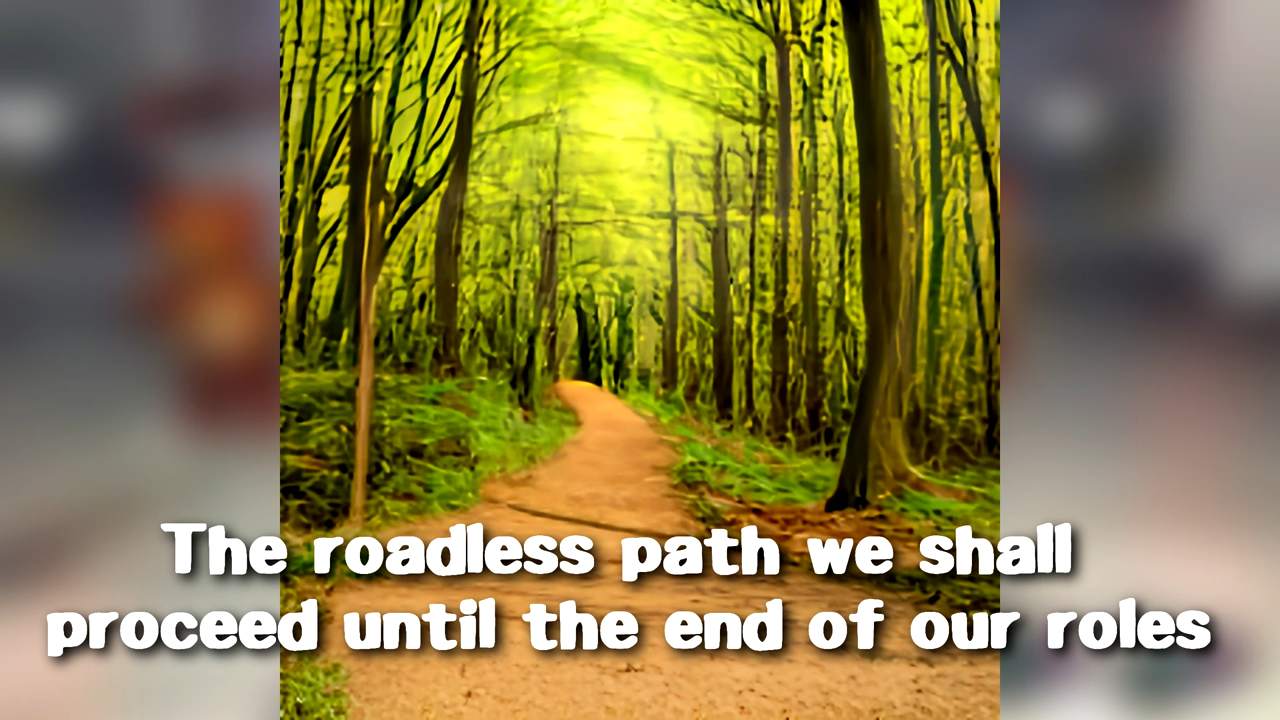 The roadless path we shall
proceed until the end of our roles